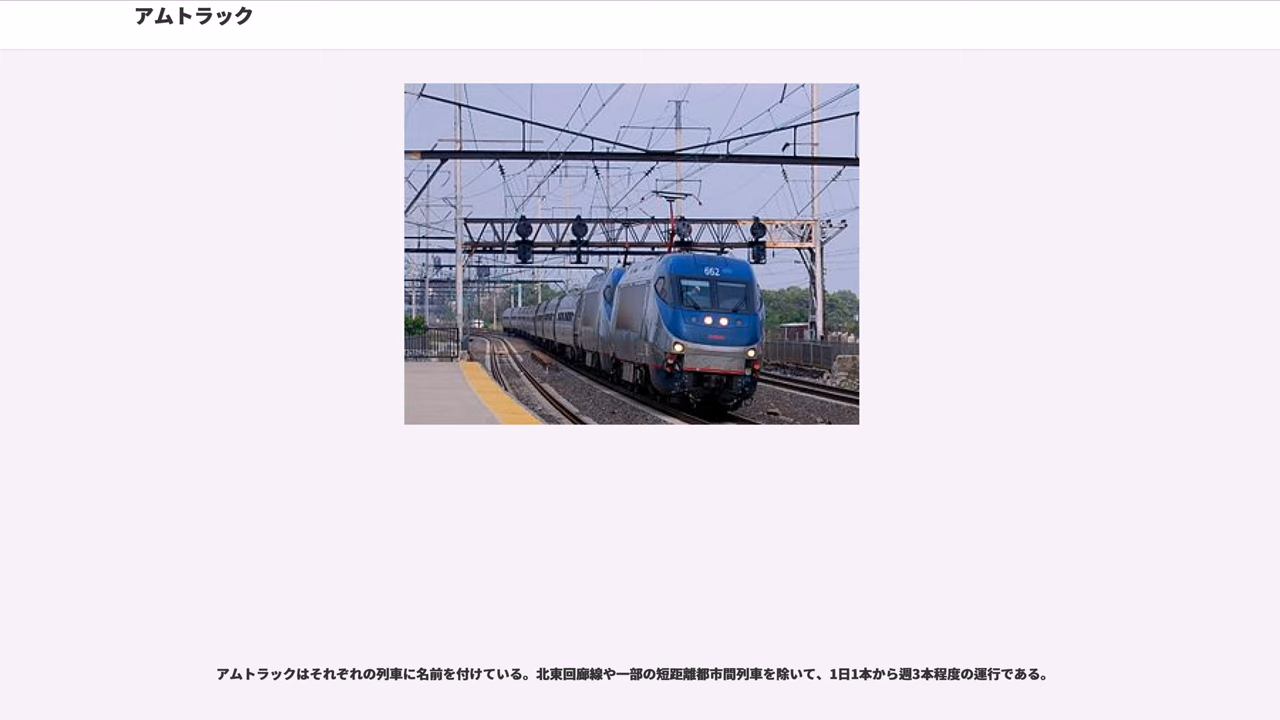 アムトラック
662
アムトラックはそれぞれの列車に名前を付けている。北東回廊線や一部の短距離都市間列車を除いて、1日1本から週3本程度の運行である。